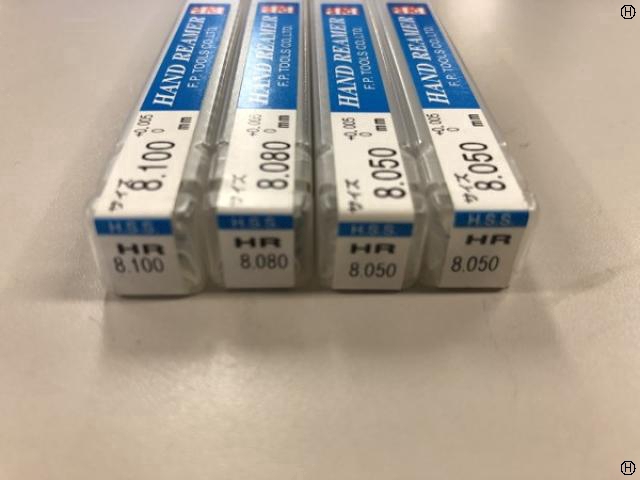 HAND REAMER
F.P. TOOLS CO.,LTD.
サイズ
8.100
+0.005
0
mm
H.S.S.
HR
8.100
HAND REAMER
F.P. TOOLS CO.,LTD.
サイズ
8.080
+0.005
0
mm
H.S.S.
HR
8.080
HAND REAMER
F.P. TOOLS CO.,LTD.
サイズ
8.050
+0.005
0
mm
H.S.S.
HR
8.050
HAND REAMER
F.P. TOOLS CO.,LTD.
サイズ
8.050
+0.005
0
mm
H.S.S.
HR
8.050
H
H